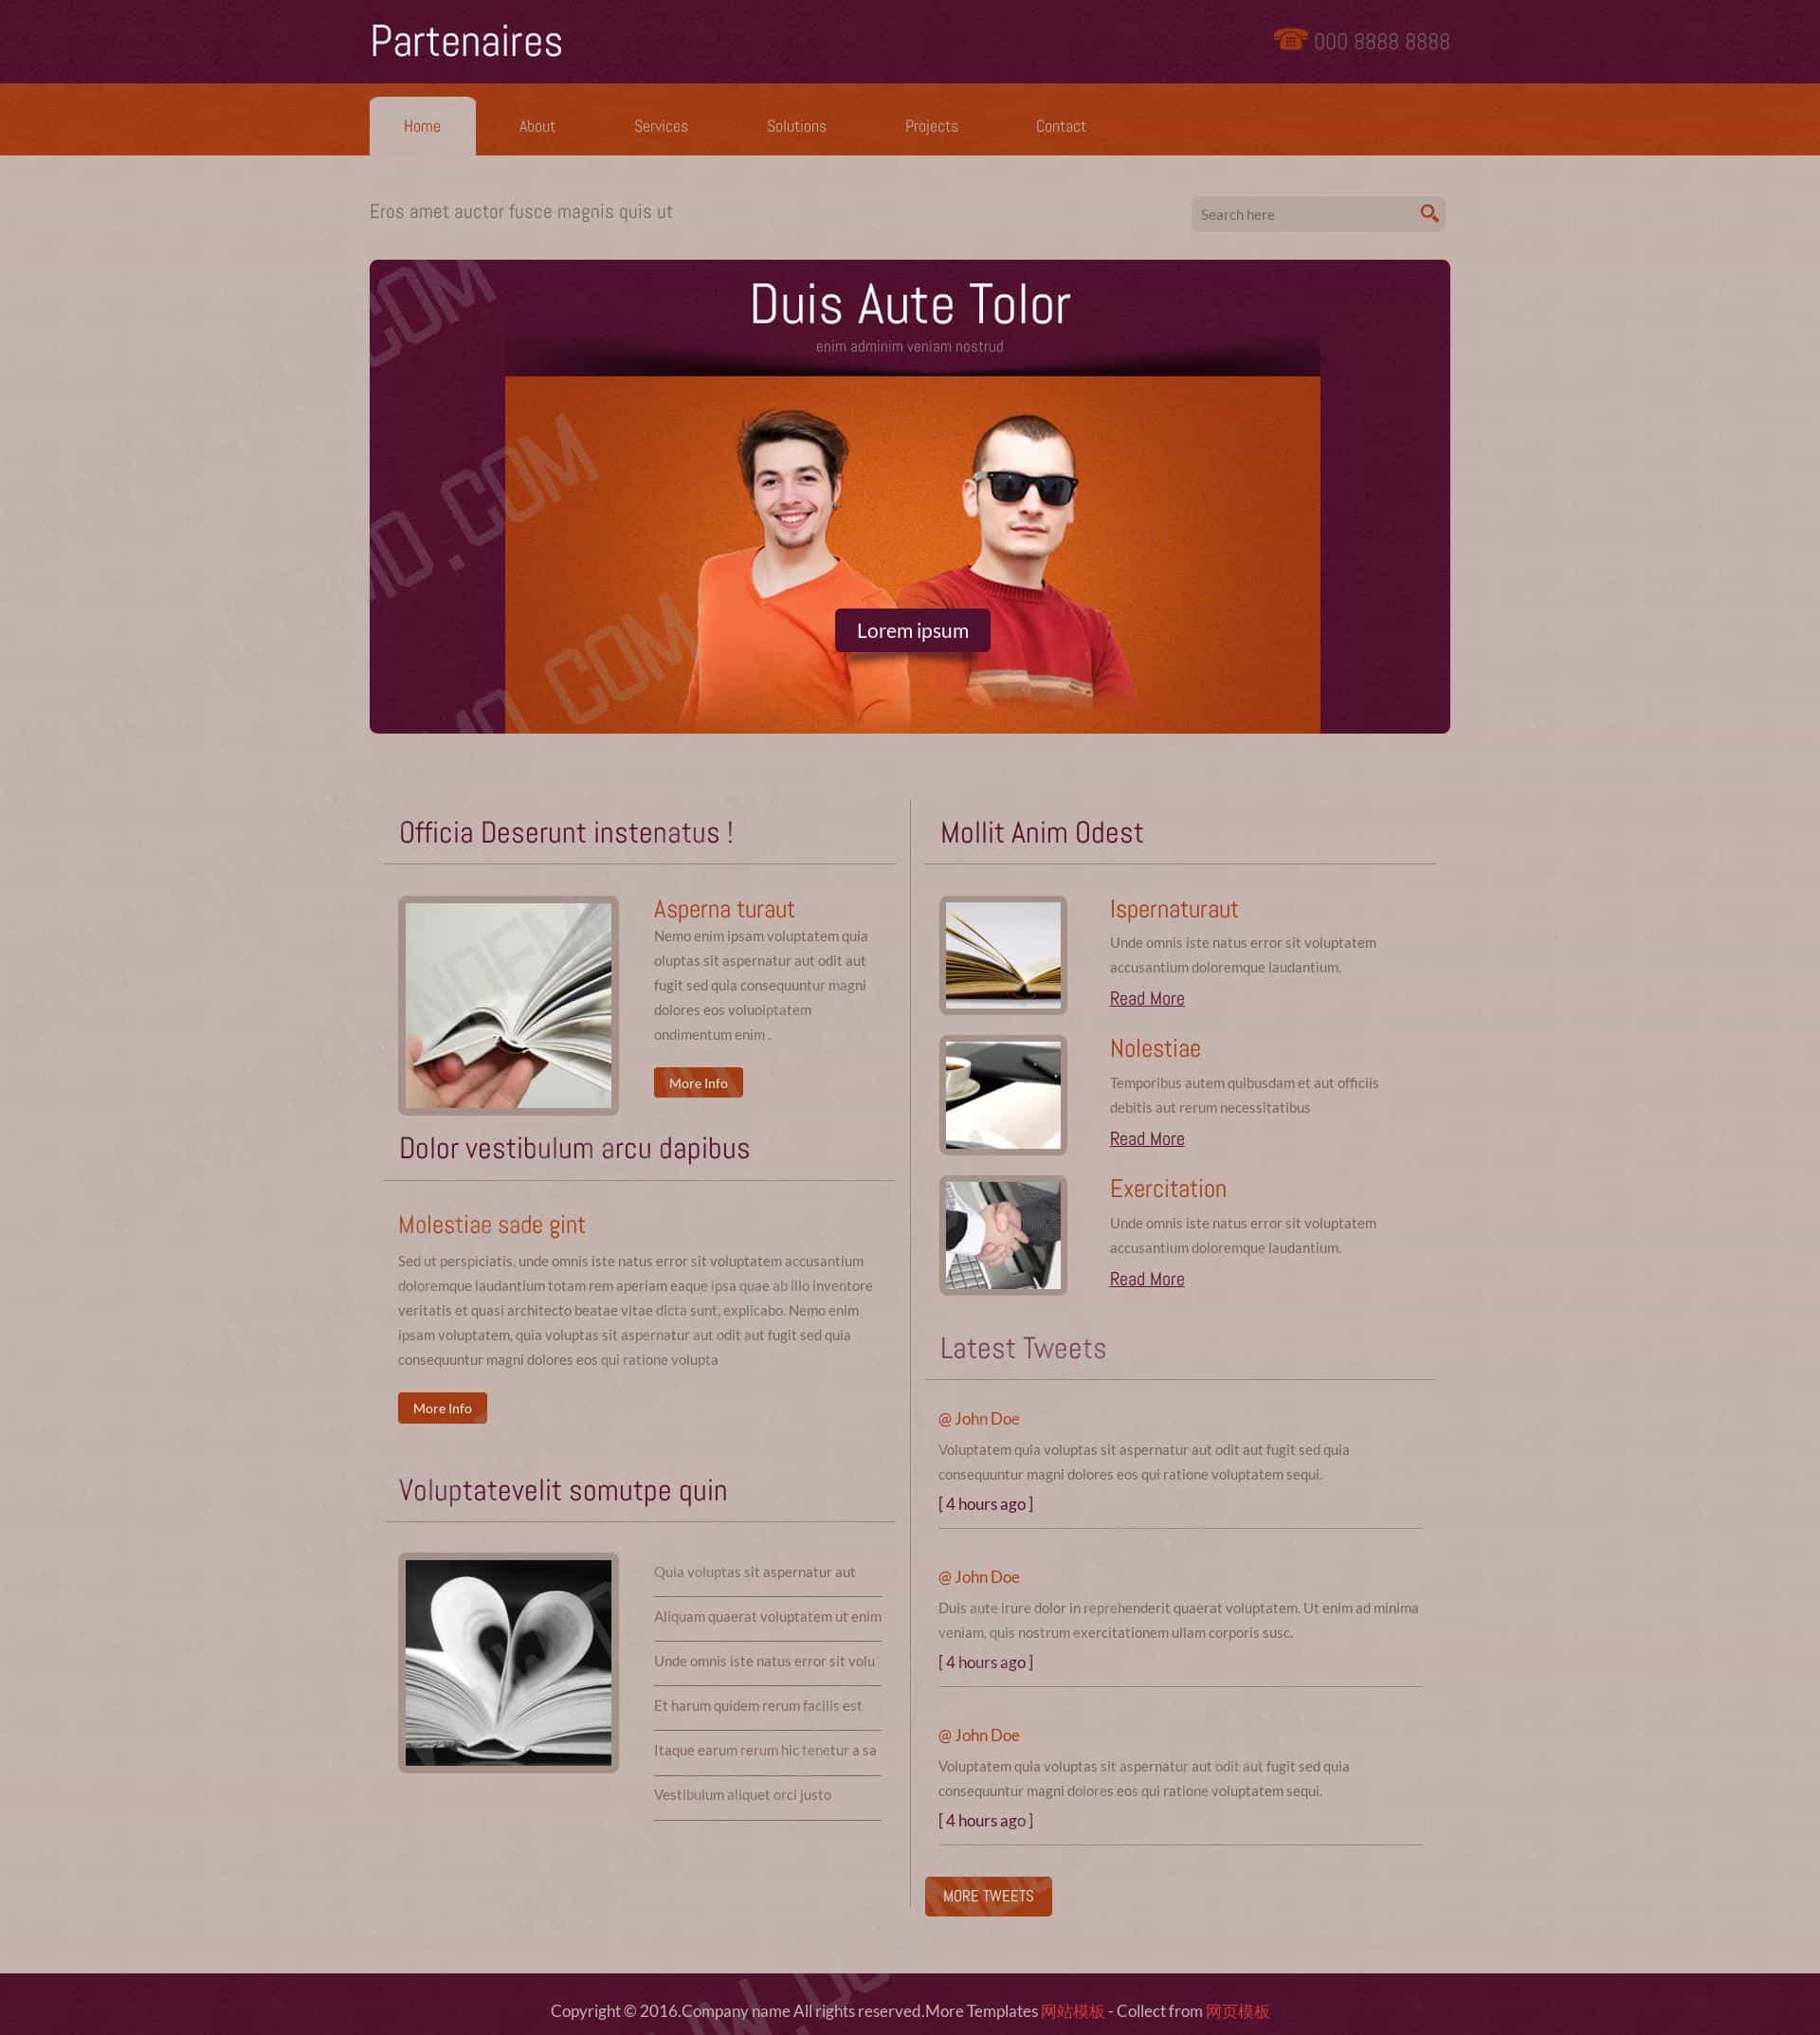 Partenaires
000 8888 8888
Home
About
Services
Solutions
Projects
Contact
Eros amet auctor fusce magnis quis ut
Search here
Duis Aute Tolor
enim adminim veniam nostrud
Lorem ipsum
Officia Deserunt instenatus !
Asperna turaut
Nemo enim ipsam voluptatem quia
oluptas sit aspernatur aut odit aut
fugit sed quia consequuntur magni
dolores eos voluoiptatem
ondimentum enim .
More Info
Dolor vestibulum arcu dapibus
Molestiae sade gint
Sed ut perspiciatis, unde omnis iste natus error sit voluptatem accusantium
doloremque laudantium totam rem aperiam eaque ipsa quae ab illo inventore
veritatis et quasi architecto beatae vitae dicta sunt, explicabo. Nemo enim
ipsam voluptatem, quia voluptas sit aspernatur aut odit aut fugit sed quia
consequuntur magni dolores eos qui ratione volupta
More Info
Voluptatevelit somutpe quin
Quia voluptas sit aspernatur aut
Aliquam quaerat voluptatem ut enim
Unde omnis iste natus error sit volu
Et harum quidem rerum facilis est
Itaque earum rerum hic tenetur a sa
Vestibulum aliquet orci justo
Mollit Anim Odest
Ispernaturaut
Unde omnis iste natus error sit voluptatem
accusantium doloremque laudantium.
Read More
Nolestiae
Temporibus autem quibusdam et aut officiis
debitis aut rerum necessitatibus
Read More
Exercitation
Unde omnis iste natus error sit voluptatem
accusantium doloremque laudantium.
Read More
Latest Tweets
@ John Doe
Voluptatem quia voluptas sit aspernatur aut odit aut fugit sed quia
consequuntur magni dolores eos qui ratione voluptatem sequi.
[ 4 hours ago ]
@ John Doe
Duis aute irure dolor in reprehenderit quaerat voluptatem. Ut enim ad minima
veniam, quis nostrum exercitationem ullam corporis susc.
[ 4 hours ago ]
@ John Doe
Voluptatem quia voluptas sit aspernatur aut odit aut fugit sed quia
consequuntur magni dolores eos qui ratione voluptatem sequi.
[ 4 hours ago ]
MORE TWEETS
Copyright © 2016.Company name All rights reserved.More Templates 网站模板 - Collect from 网页模板